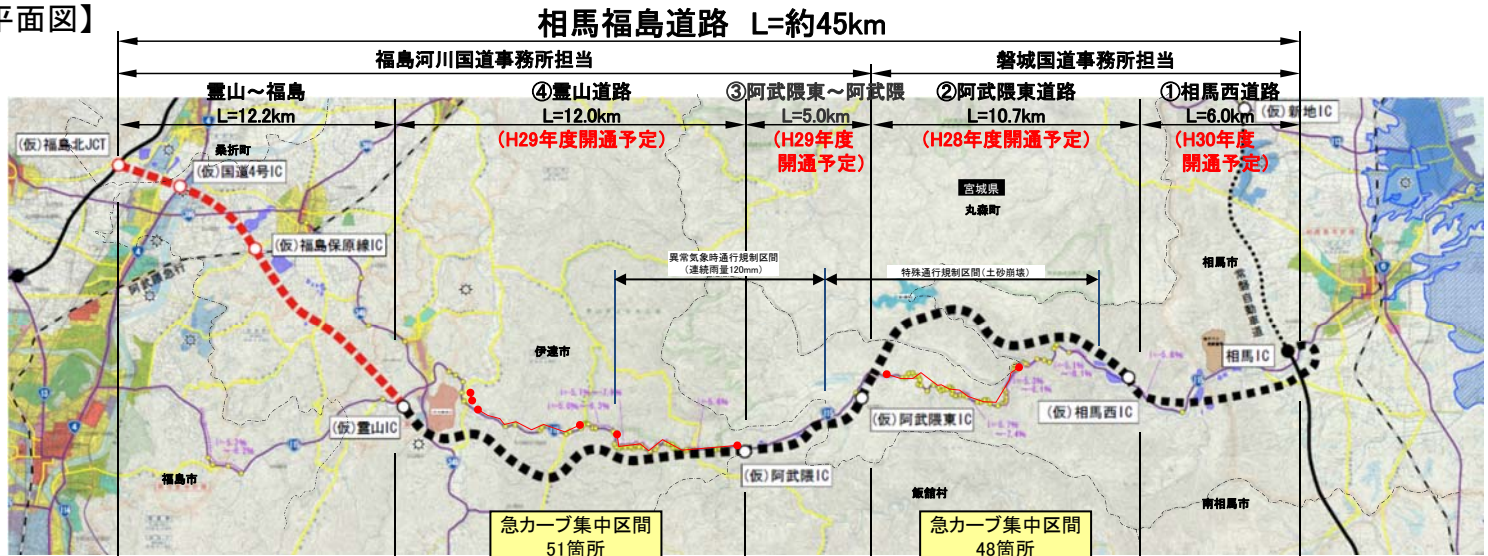 平面図】
相馬福島道路 L=約45km
福島河川国道事務所担当
磐城国道事務所担当
霊山～福島
L=12.2km
④霊山道路
L=12.0km
(H29年度開通予定)
③阿武隈東～阿武隈
L=5.0km
(H29年度
開通予定)
②阿武隈東道路
L=10.7km
(H28年度開通予定)
①相馬西道路
L=6.0km
(H30年度
開通予定)
(仮)新地IC
(仮)福島北JCT
桑折町
(仮)国道4号IC
(仮)福島保原線IC
阿武隈急行
宮城県
丸森町
異常気象時通行規制区間
(連続雨量120mm)
特殊通行規制区間(土砂崩壊)
相馬市
常磐自動車道
相馬IC
伊達市
(仮)霊山IC
(仮)阿武隈東IC
(仮)相馬西IC
(仮)阿武隈IC
福島市
飯舘村
南相馬市
急カーブ集中区間
51箇所
急カーブ集中区間
48箇所